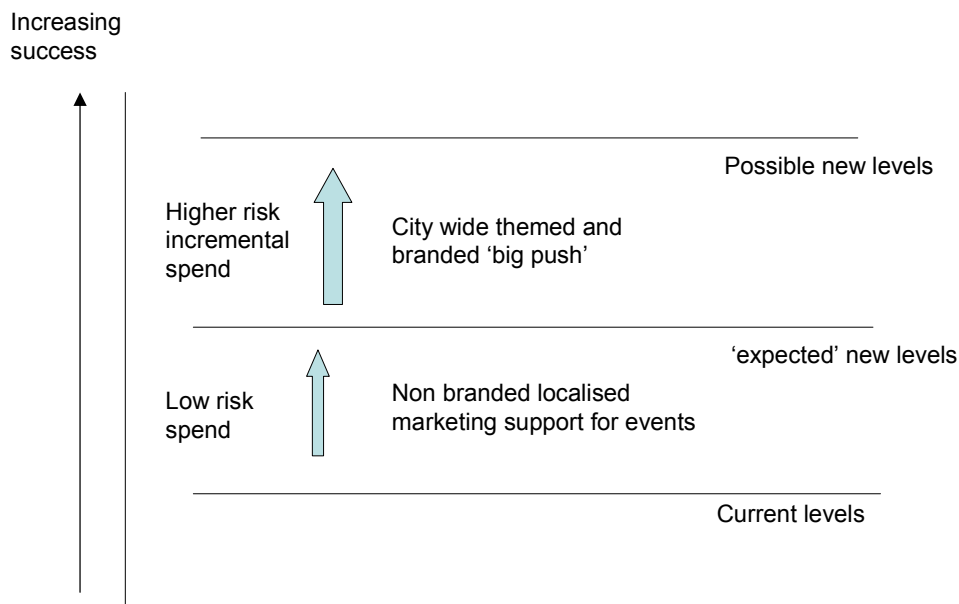 Increasing
success
Possible new levels
Higher risk
incremental
spend
City wide themed and
branded ‘big push’
‘expected’ new levels
Low risk
spend
Non branded localised
marketing support for events
Current levels